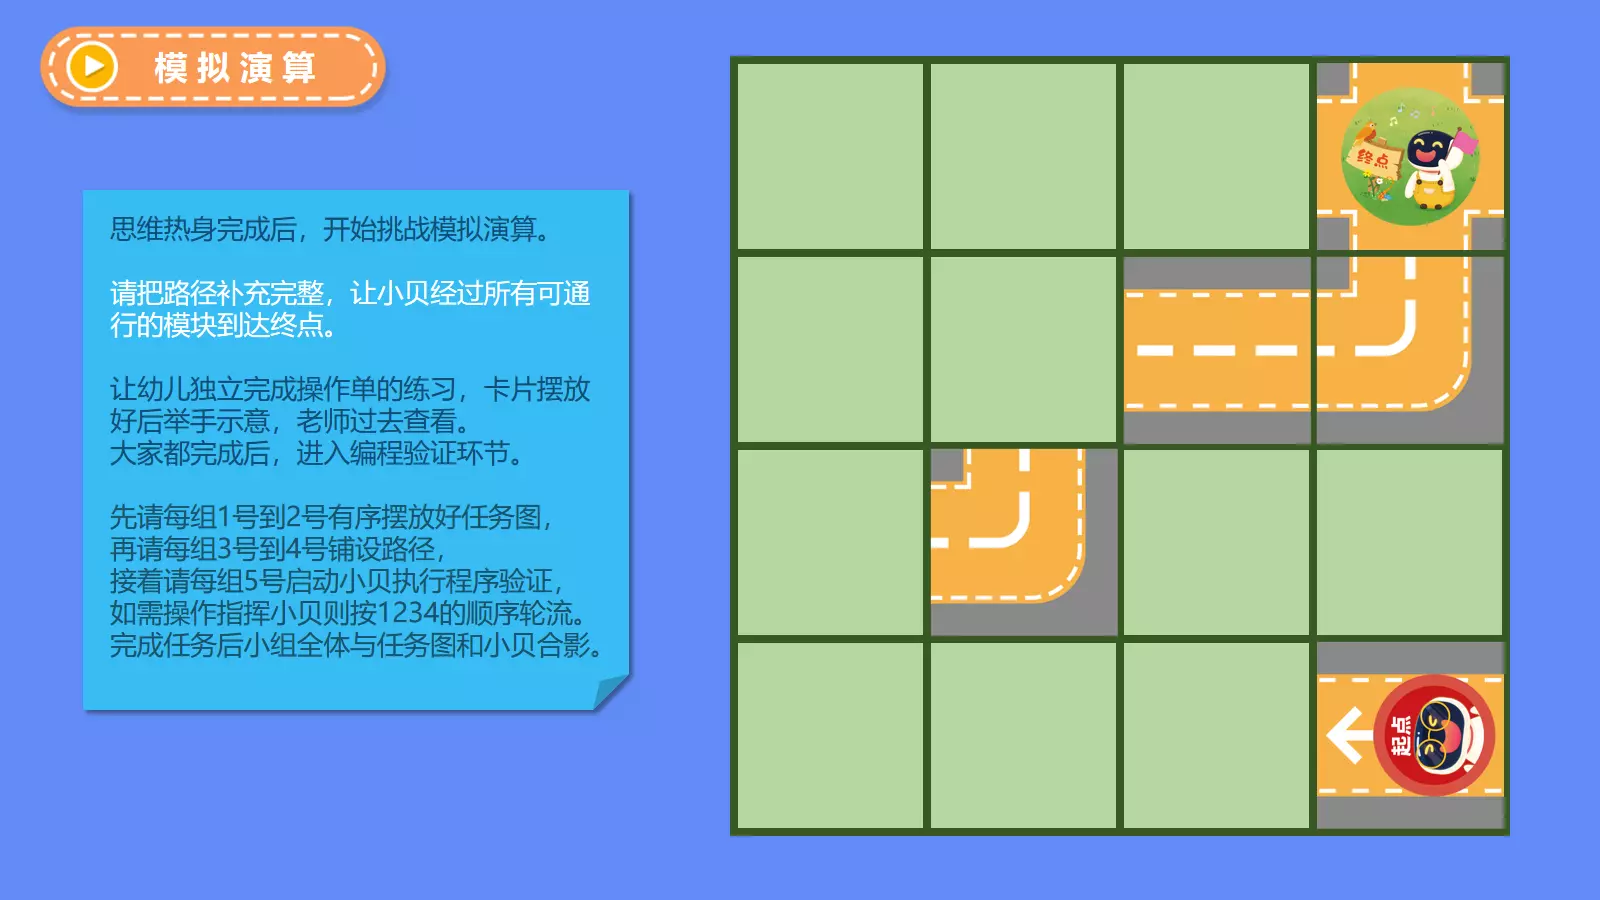 模拟演算
思维热身完成后，开始挑战模拟演算。
请把路径补充完整，让小贝经过所有可通
行的模块到达终点。
让幼儿独立完成操作单的练习，卡片摆放
好后举手示意，老师过去查看。
大家都完成后，进入编程验证环节。
先请每组1号到2号有序摆放好任务图，
再请每组3号到4号铺设路径，
接着请每组5号启动小贝执行程序验证，
如需操作指挥小贝则按1234的顺序轮流。
完成任务后小组全体与任务图和小贝合影。
终点
起点